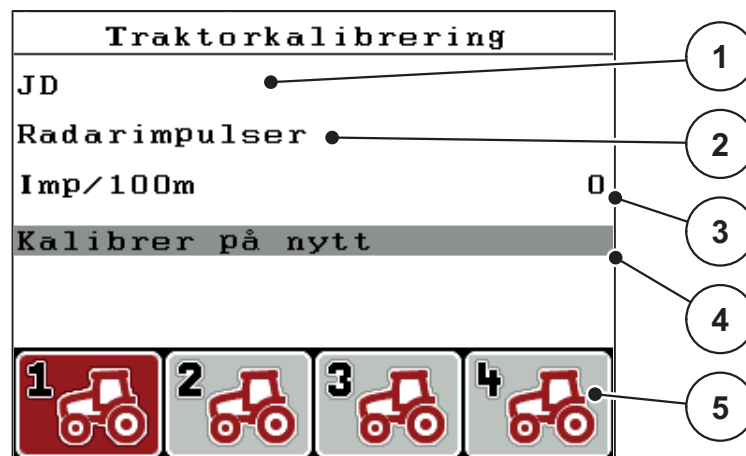 Traktorkalibrering
1
JD
Radarimpulser
2
Imp/100m 0
3
Kalibrer på nytt
4
1 2 3 4
5